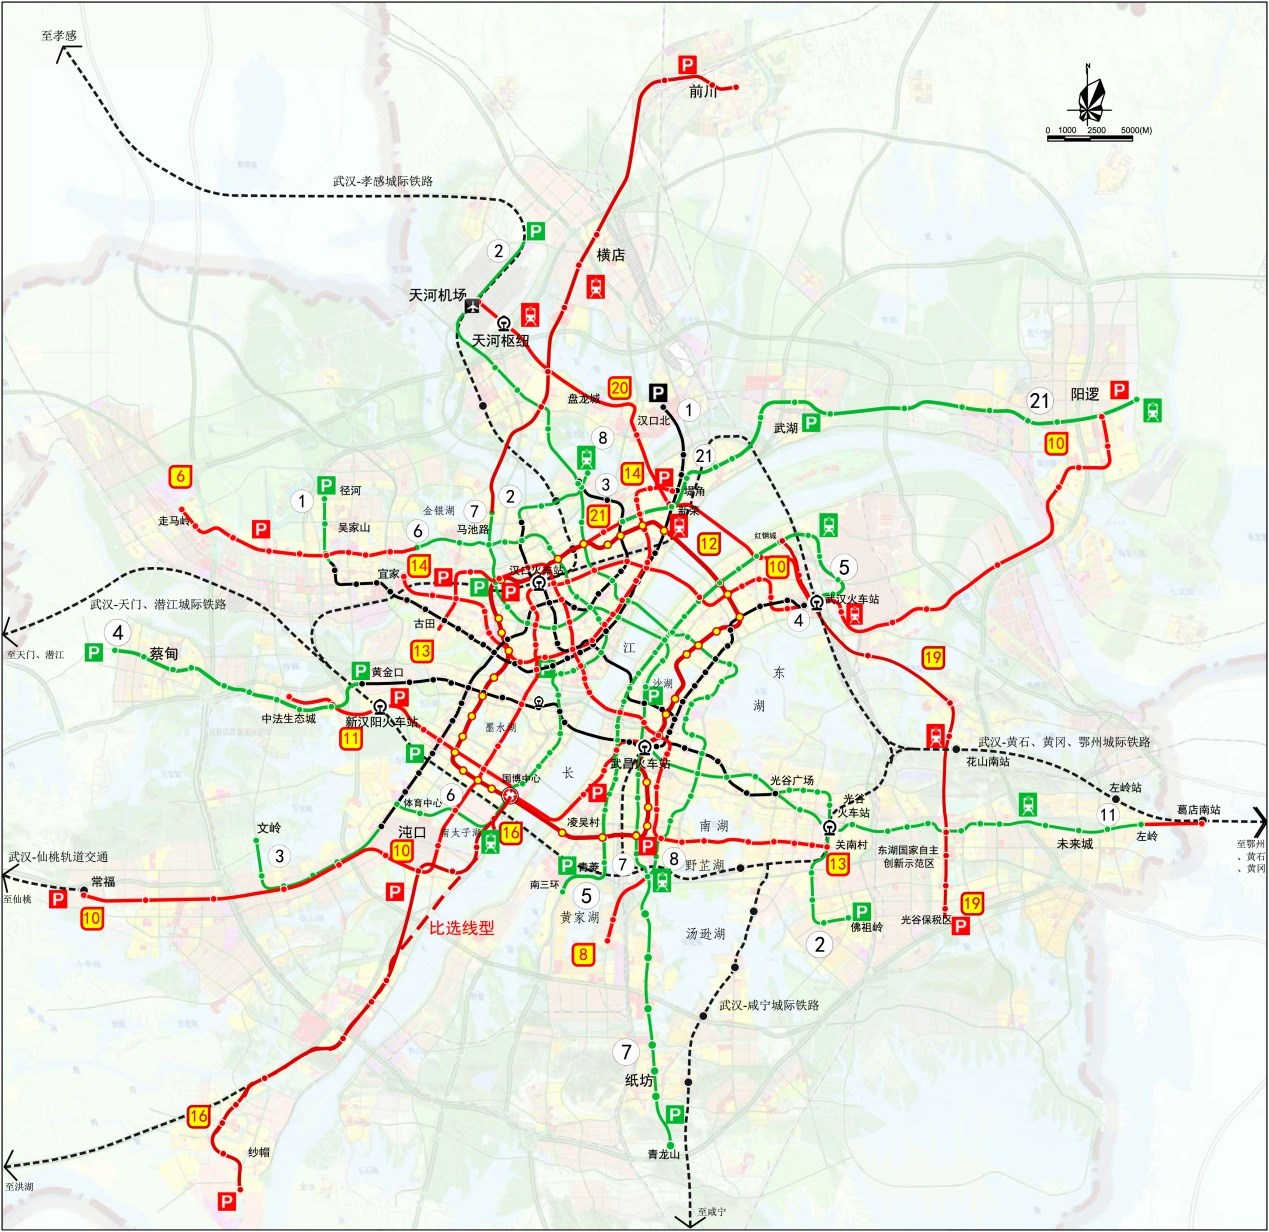 至孝感
P
前川
N
0 1000 2500 5000(M)
武汉-孝感城际铁路
P
2
横店
天河机场
天河枢纽
20
盘龙城
P
汉口北
1
21
阳逻
P
武湖
P
10
8
21
14
P
3
堤角
新荣
6
走马岭
P
1
P
径河
吴家山
金银湖
6
7
马池路
2
21
12
红钢城
10
5
武汉火车站
4
宜家
14
P
P
P
汉口火车站
古田
13
武汉-天门、潜江城际铁路
至天门、潜江
4
P
蔡甸
P
黄金口
中法生态城
P
新汉阳火车站
11
P
江
东
湖
沙湖
P
19
墨水湖
武昌火车站
长
国博中心
P
光谷广场
光谷
火车站
武汉-黄石、黄冈、鄂州城际铁路
花山南站
左岭站
葛店南站
11
左岭
未来城
至鄂州
、黄石
、黄冈
6
体育中心
南太子湖
16
凌吴村
南湖
P
关南村
13
东湖国家自主
创新示范区
文岭
3
沌口
10
武汉-仙桃轨道交通
至仙桃
常福
P
10
P
P
青菱
7
8
野芷湖
南三环
5
黄家湖
8
比选线型
汤逊湖
2
P
佛祖岭
光谷保税区
19
P
武汉-咸宁城际铁路
7
纸坊
P
青龙山
16
纱帽
P
至洪湖
至咸宁